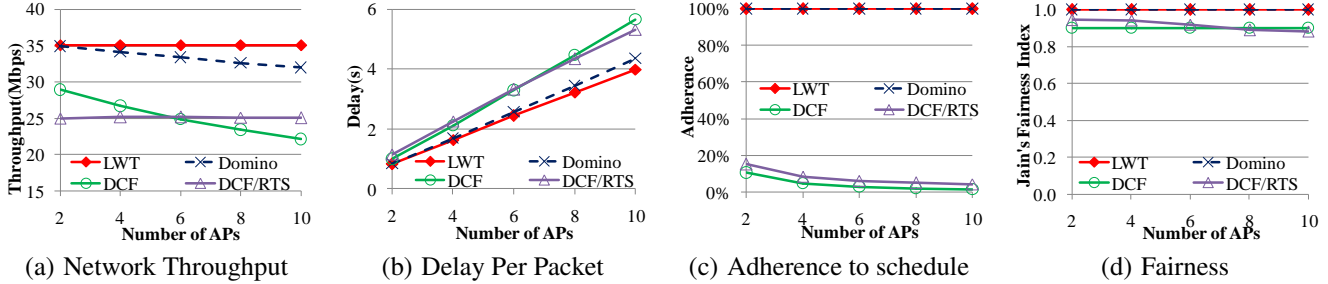 Throughput(Mbps)
40
35
30
25
20
15
LWT
Domino
DCF
DCF/RTS
2
4
6
8
10
Number of APs
(a) Network Throughput
Delay(s)
6
4
2
0
LWT
Domino
DCF
DCF/RTS
2
4
6
8
10
Number of APs
(b) Delay Per Packet
Adherence
100%
80%
60%
40%
20%
0%
LWT
Domino
DCF
DCF/RTS
2
4
6
8
10
Number of APs
(c) Adherence to schedule
Jain's Fairness Index
1.0
0.8
0.6
0.4
0.2
0.0
LWT
Domino
DCF
DCF/RTS
2
4
6
8
10
Number of APs
(d) Fairness